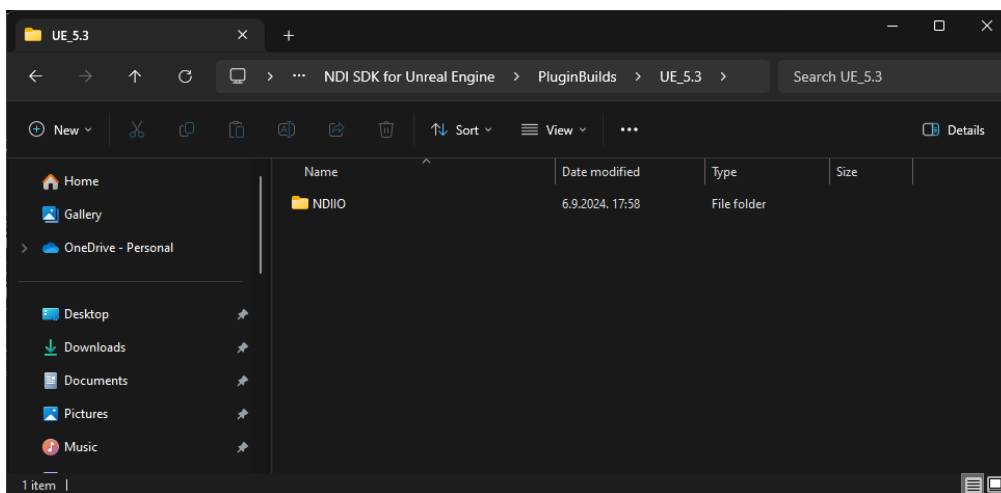 UE_5.3
NDI SDK for Unreal Engine > PluginBuilds > UE_5.3 > Search UE_5.3
New Sort View Details
Name Date modified Type Size
Home
Gallery
OneDrive - Personal
Desktop
Downloads
Documents
Pictures
Music
NDIIO 6.9.2024. 17:58 File folder
1 item